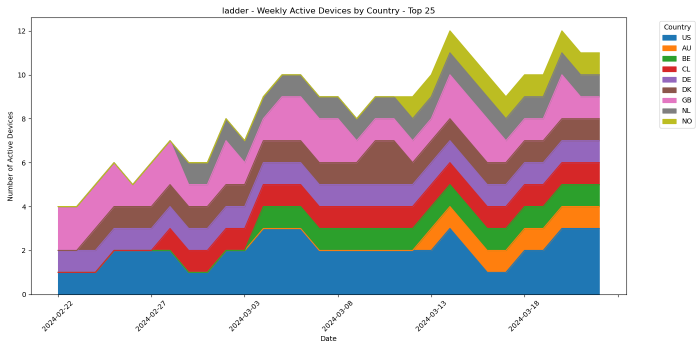 ladder - Weekly Active Devices by Country - Top 25
Number of Active Devices
12
10
8
6
4
2
0
2024-02-22
2024-02-27
2024-03-03
2024-03-08
2024-03-13
2024-03-18
Date
Country
US
AU
BE
CL
DE
DK
GB
NL
NO